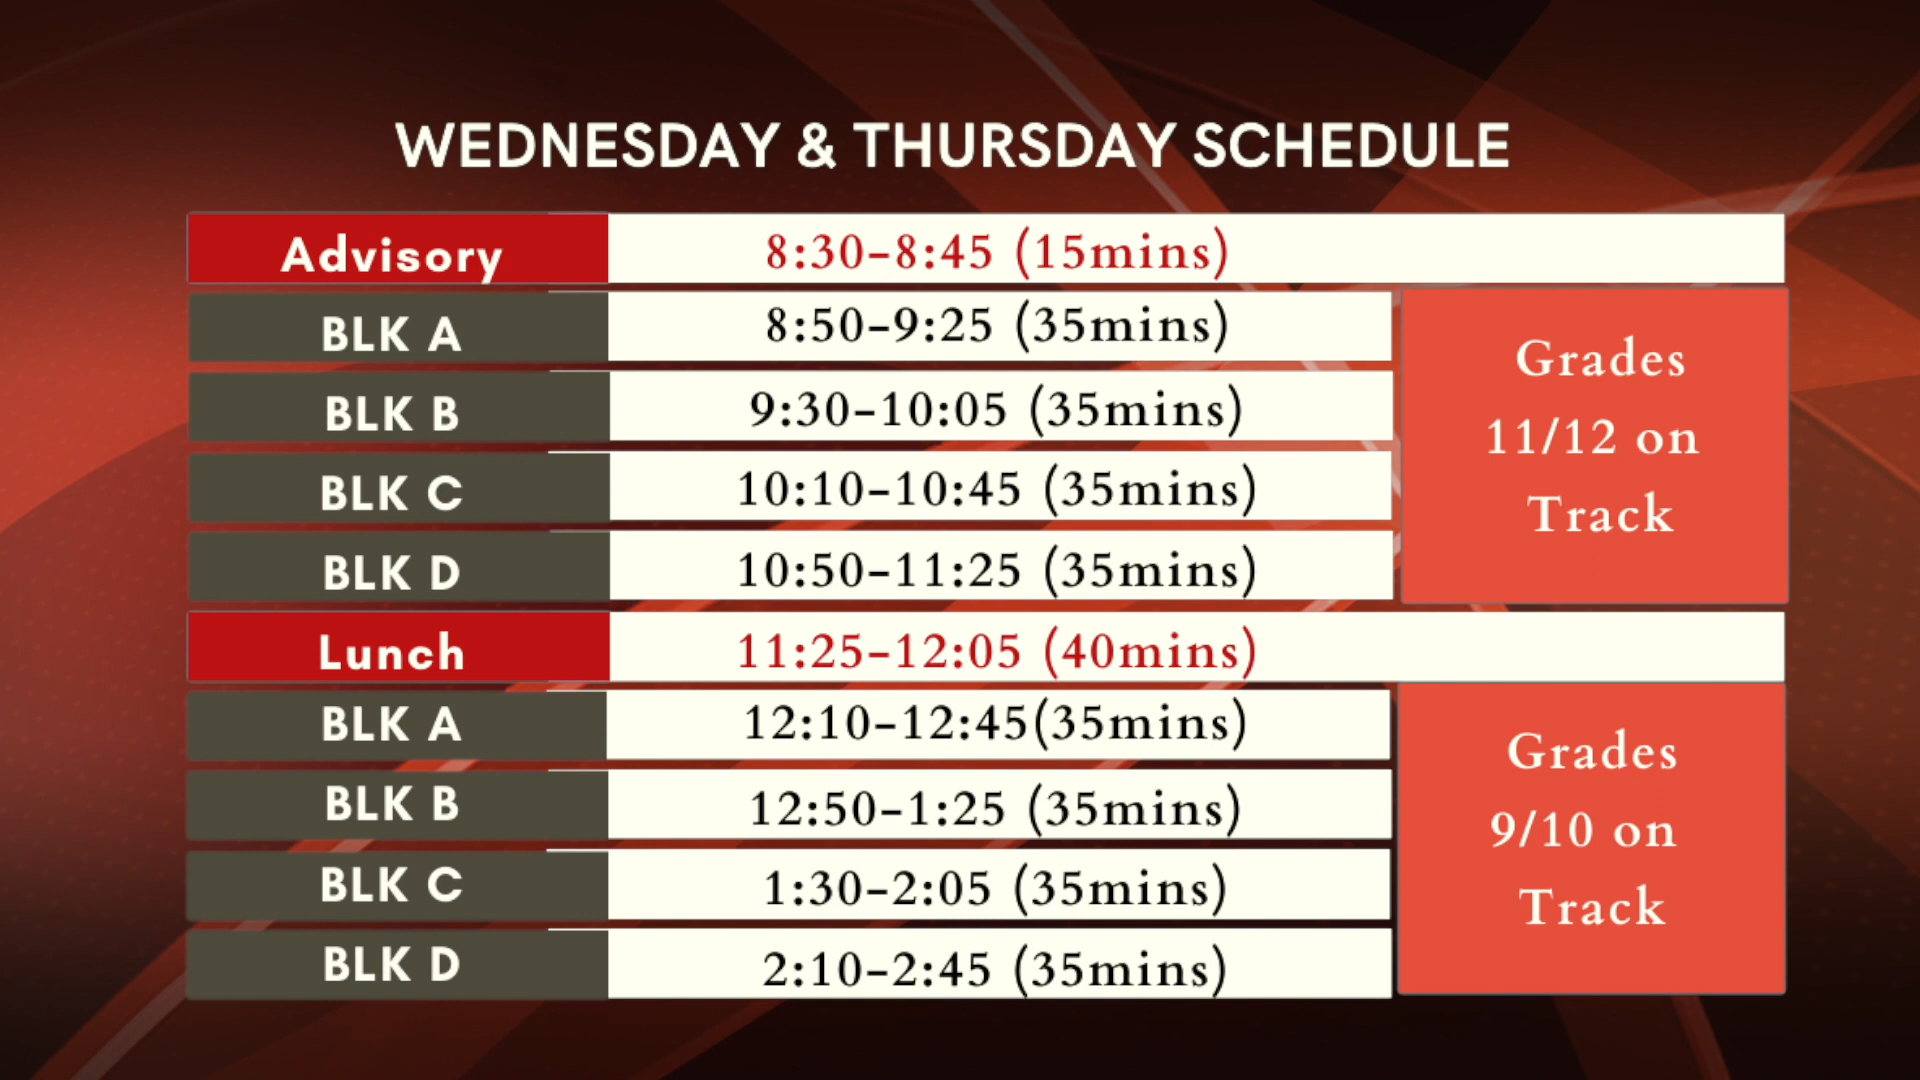 WEDNESDAY & THURSDAY SCHEDULE
Advisory 8:30-8:45 (15mins)
BLK A 8:50-9:25 (35mins)
BLK B 9:30-10:05 (35mins)
BLK C 10:10-10:45 (35mins)
BLK D 10:50-11:25 (35mins)
Grades
11/12 on
Track
Lunch 11:25-12:05 (40mins)
BLK A 12:10-12:45(35mins)
BLK B 12:50-1:25 (35mins)
BLK C 1:30-2:05 (35mins)
BLK D 2:10-2:45 (35mins)
Grades
9/10 on
Track